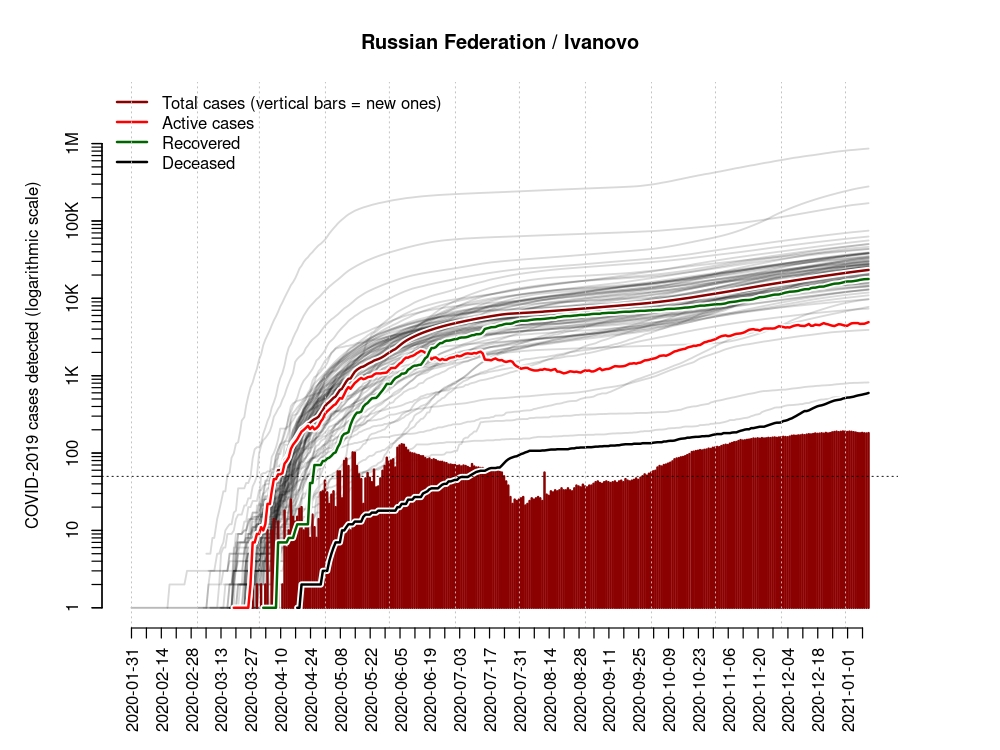 Russian Federation / Ivanovo
Total cases (vertical bars = new ones)
Active cases
Recovered
Deceased
COVID-2019 cases detected (logarithmic scale)
1M
100K
10K
1K
100
10
1
2020-01-31
2020-02-14
2020-02-28
2020-03-13
2020-03-27
2020-04-10
2020-04-24
2020-05-08
2020-05-22
2020-06-05
2020-06-19
2020-07-03
2020-07-17
2020-07-31
2020-08-14
2020-08-28
2020-09-11
2020-09-25
2020-10-09
2020-10-23
2020-11-06
2020-11-20
2020-12-04
2020-12-18
2021-01-01